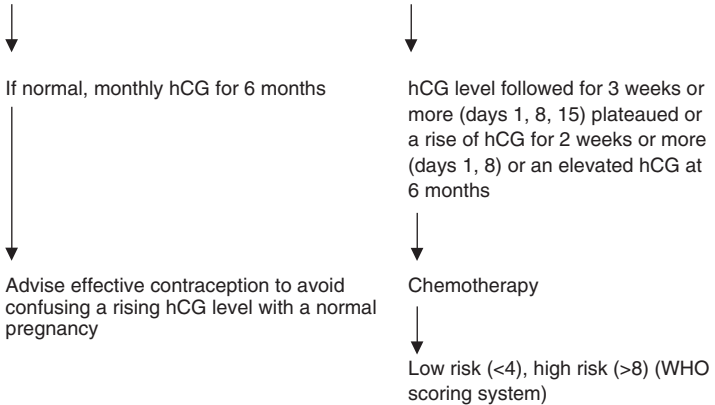 If normal, monthly hCG for 6 months
Advise effective contraception to avoid
confusing a rising hCG level with a normal
pregnancy
hCG level followed for 3 weeks or
more (days 1, 8, 15) plateaued or
a rise of hCG for 2 weeks or more
(days 1, 8) or an elevated hCG at
6 months
Chemotherapy
Low risk (<4), high risk (>8) (WHO
scoring system)